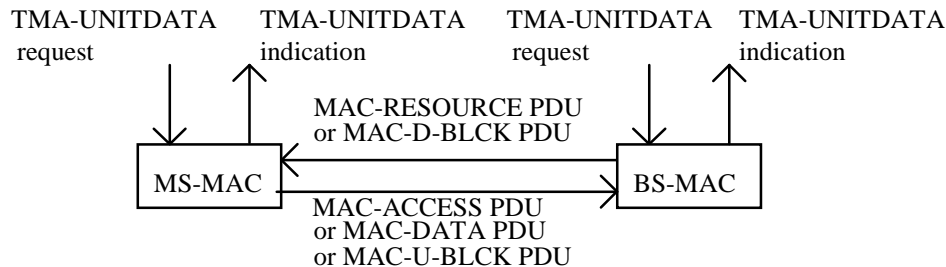 TMA-UNITDATA
request
TMA-UNITDATA
indication
TMA-UNITDATA
request
TMA-UNITDATA
indication
MAC-RESOURCE PDU
or MAC-D-BLCK PDU
MS-MAC
BS-MAC
MAC-ACCESS PDU
or MAC-DATA PDU
or MAC-U-BLCK PDU